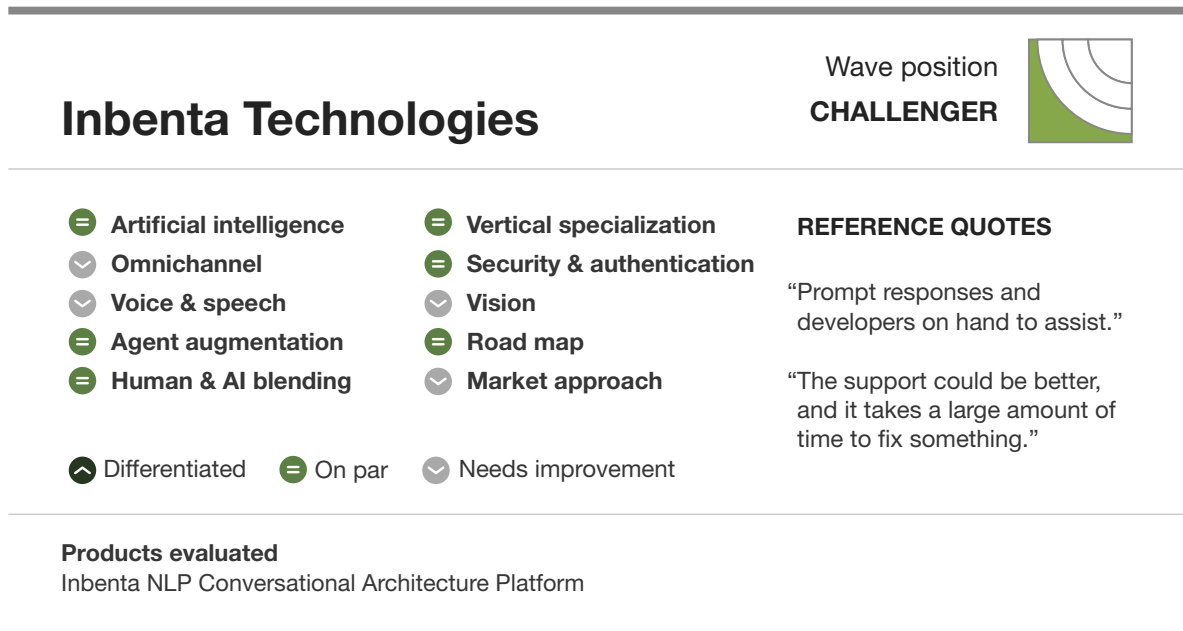 Inbenta Technologies
Wave position
CHALLENGER
Artificial intelligence
Omnichannel
Voice & speech
Agent augmentation
Human & AI blending
Vertical specialization
Security & authentication
Vision
Road map
Market approach
Differentiated
On par
Needs improvement
REFERENCE QUOTES
“Prompt responses and
developers on hand to assist.”
“The support could be better,
and it takes a large amount of
time to fix something.”
Products evaluated
Inbenta NLP Conversational Architecture Platform